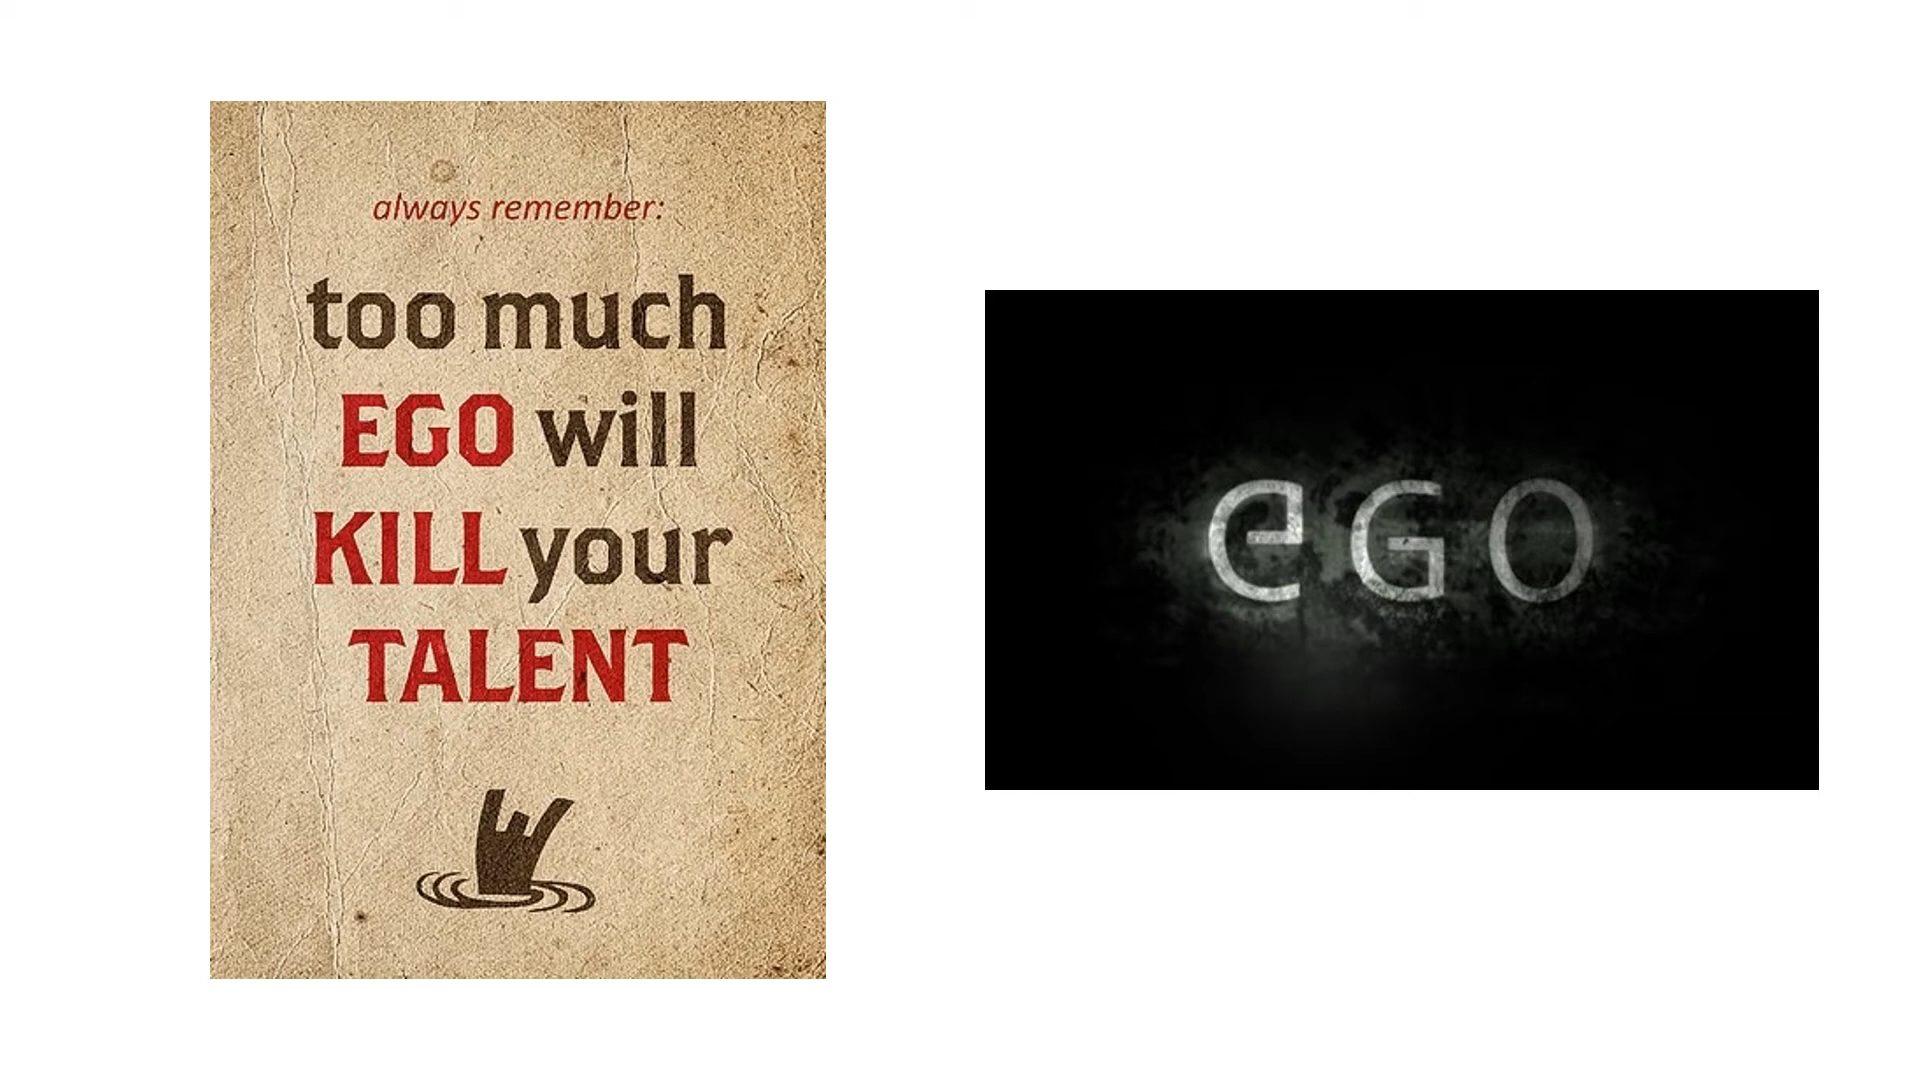 always remember:
too much
EGO will
KILL your
TALENT
eGO